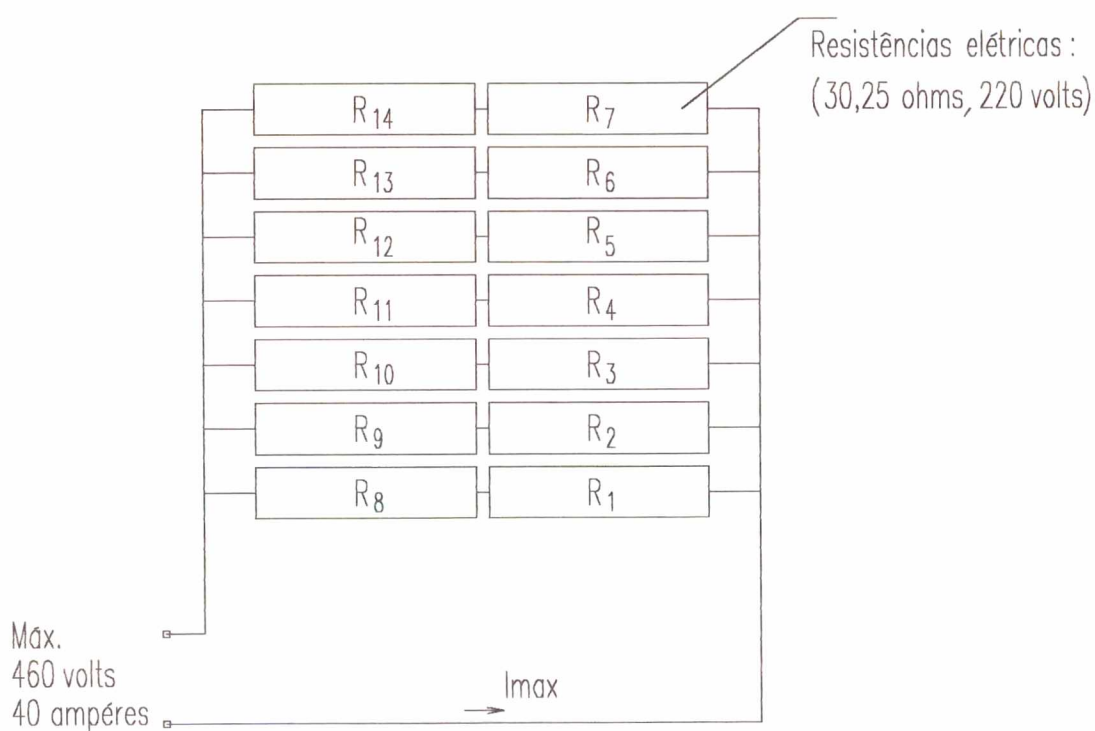 Resistências elétricas :
(30,25 ohms, 220 volts)
R14 R7
R13 R6
R12 R5
R11 R4
R10 R3
R9 R2
R8 R1
Máx.
460 volts
40 ampéres
Imax